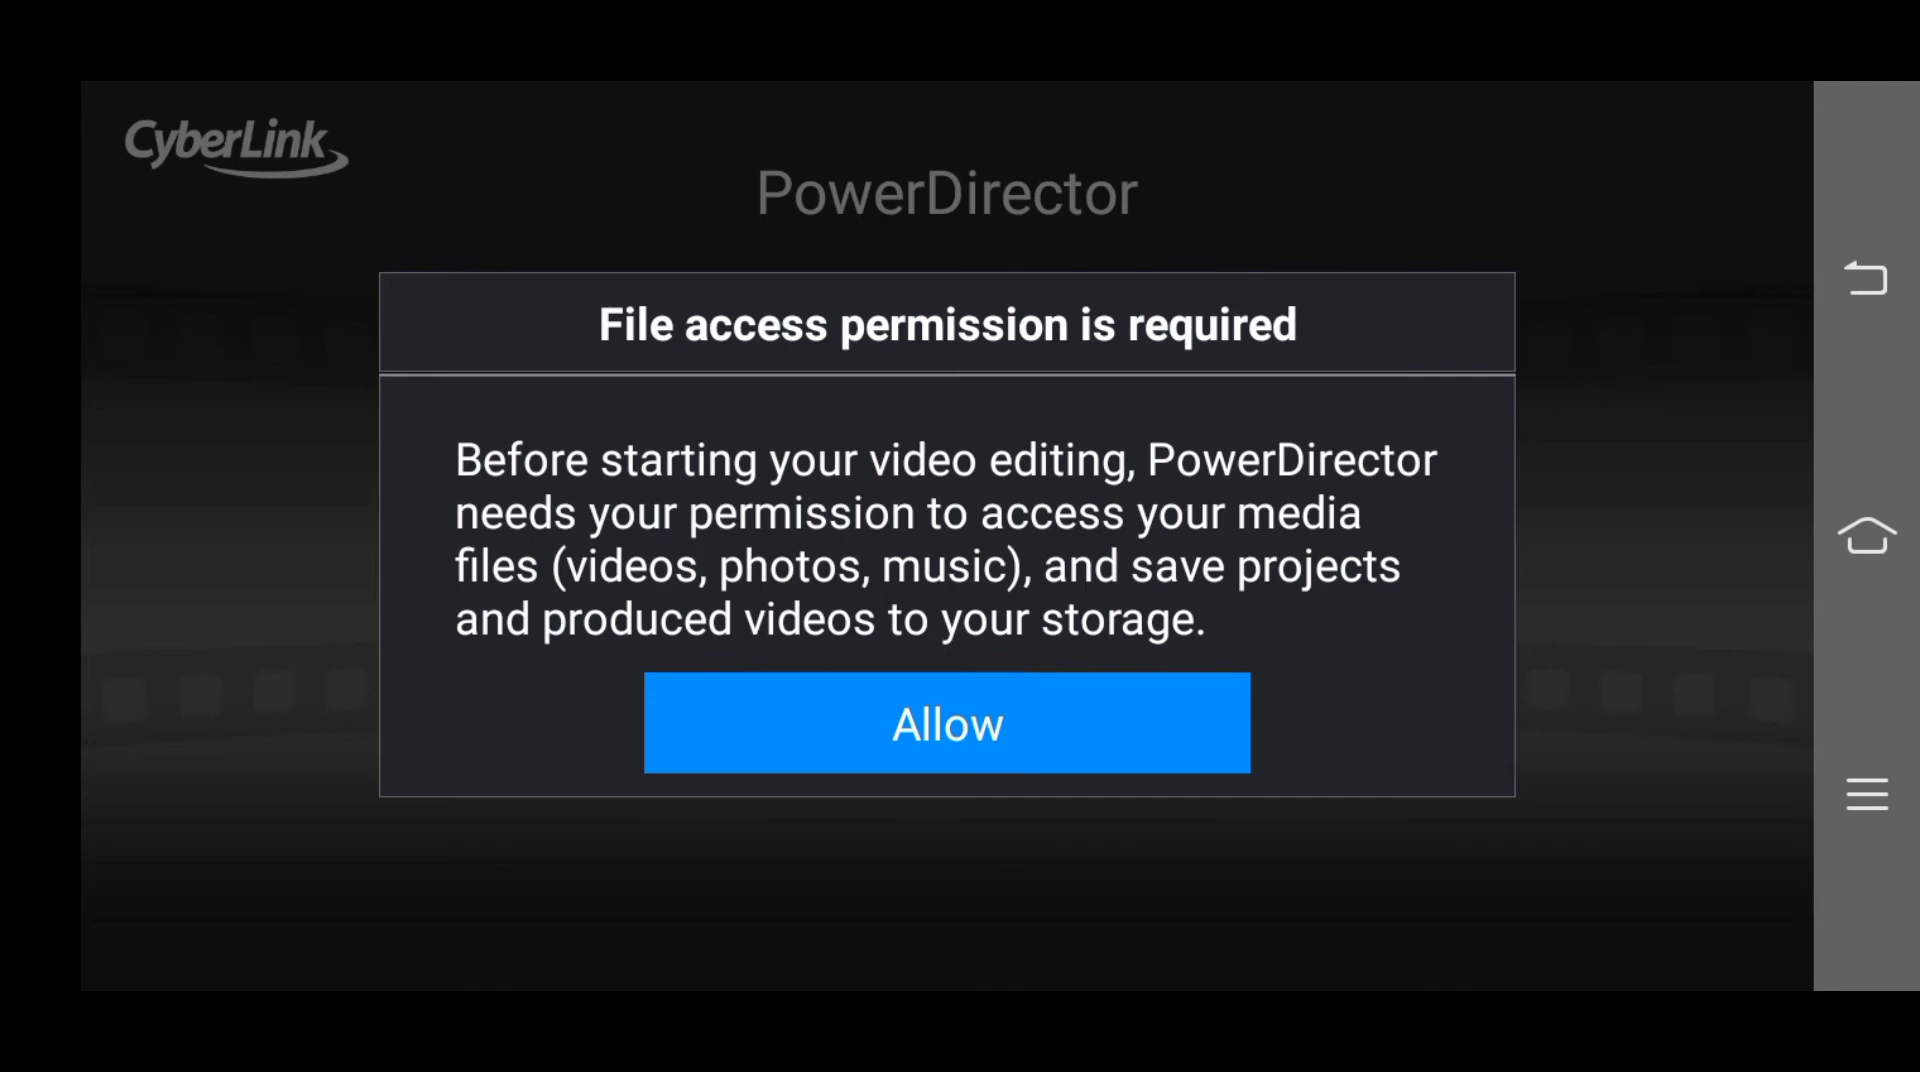 CyberLink
PowerDirector
File access permission is required
Before starting your video editing, PowerDirector
needs your permission to access your media
files (videos, photos, music), and save projects
and produced videos to your storage.
Allow